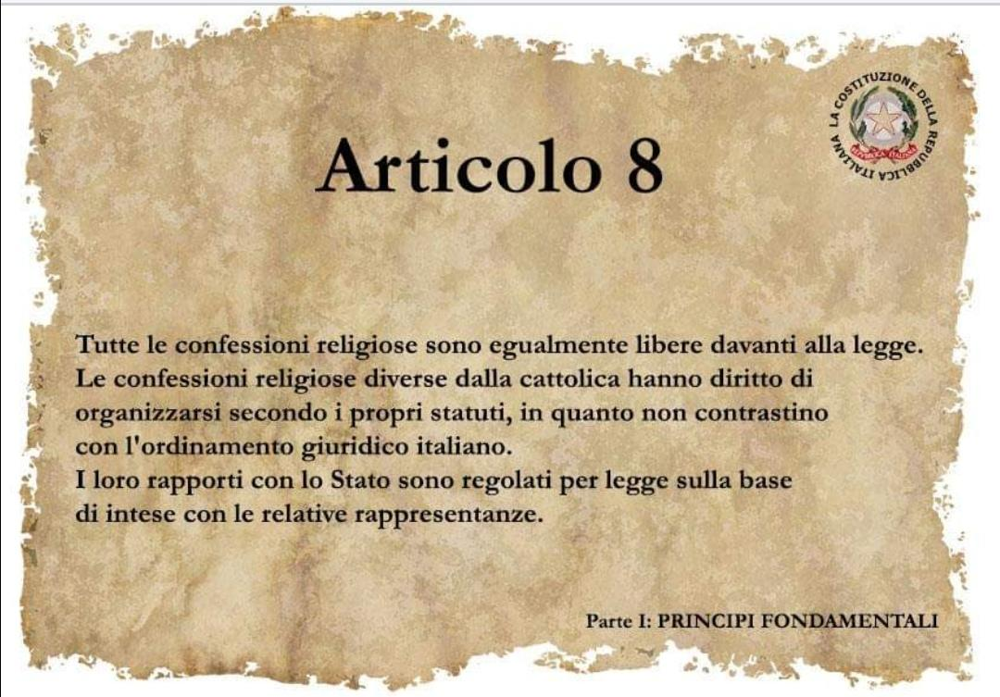 LA COSTITUZIONE DELLA REPUBBLICA ITALIANA
REPUBBLICA ITALIANA
Articolo 8
Tutte le confessioni religiose sono egualmente libere davanti alla legge.
Le confessioni religiose diverse dalla cattolica hanno diritto di
organizzarsi secondo i propri statuti, in quanto non contrastino
con l'ordinamento giuridico italiano.
I loro rapporti con lo Stato sono regolati per legge sulla base
di intese con le relative rappresentanze.
Parte I: PRINCIPI FONDAMENTALI